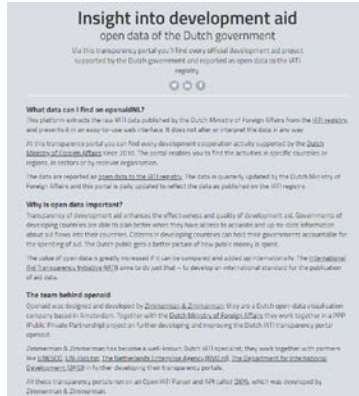 Insight into development aid
open data of the Dutch government
Via this transparency portal you'll find every official development aid project
supported by the Dutch government and reported as open data to the IATI
registry.
What data can I find on openaidNL?
This platform extracts the raw IATI data published by the Dutch Ministry of Foreign Affairs from the IATI registry
and presents it in an easy-to-use web interface. It does not alter or interpret the data in any way.
At this transparency portal you can find every development cooperation activity supported by the Dutch
Ministry of Foreign Affairs since 2010. The portal enables you to find the activities in specific countries or
regions, in sectors or by receiver organisation.
The data are reported as open data to the IATI registry. The data is quarterly updated by the Dutch Ministry of
Foreign Affairs and this portal is daily updated to reflect the data as published on the IATI registry.
Why is open data important?
Transparency of development aid enhances the effectiveness and quality of development aid. Governments of
developing countries are able to plan better when they have access to accurate and up-to-date information
about aid flows into their countries. Citizens in developing countries can hold their governments accountable for
the spending of aid. The Dutch public gets a better picture of how public money is spent.
The value of open data is greatly increased if it can be compared and added up internationally. The International
Aid Transparency Initiative (IATI) aims to do just that – to develop an international standard for the publication
of aid data.
The team behind openaid
Openaid was designed and developed by Zimmerman & Zimmerman; they are a Dutch open-data visualisation
company based in Amsterdam. Together with the Dutch Ministry of Foreign Affairs they work together in a PPP
(Public Private Partnership) project on further developing and improving the Dutch IATI transparency portal
openaid.
Zimmerman & Zimmerman has become a well-known Dutch IATI specialist; they work together with partners
like UNESCO, UN-Habitat, The Netherlands Enterprise Agency (RVO.nl), The Department for International
Development (DFID) in further developing their transparency portals.
All these transparency portals run on an Open IATI Parser and API called OIPA, which was developed by
Zimmerman & Zimmerman.